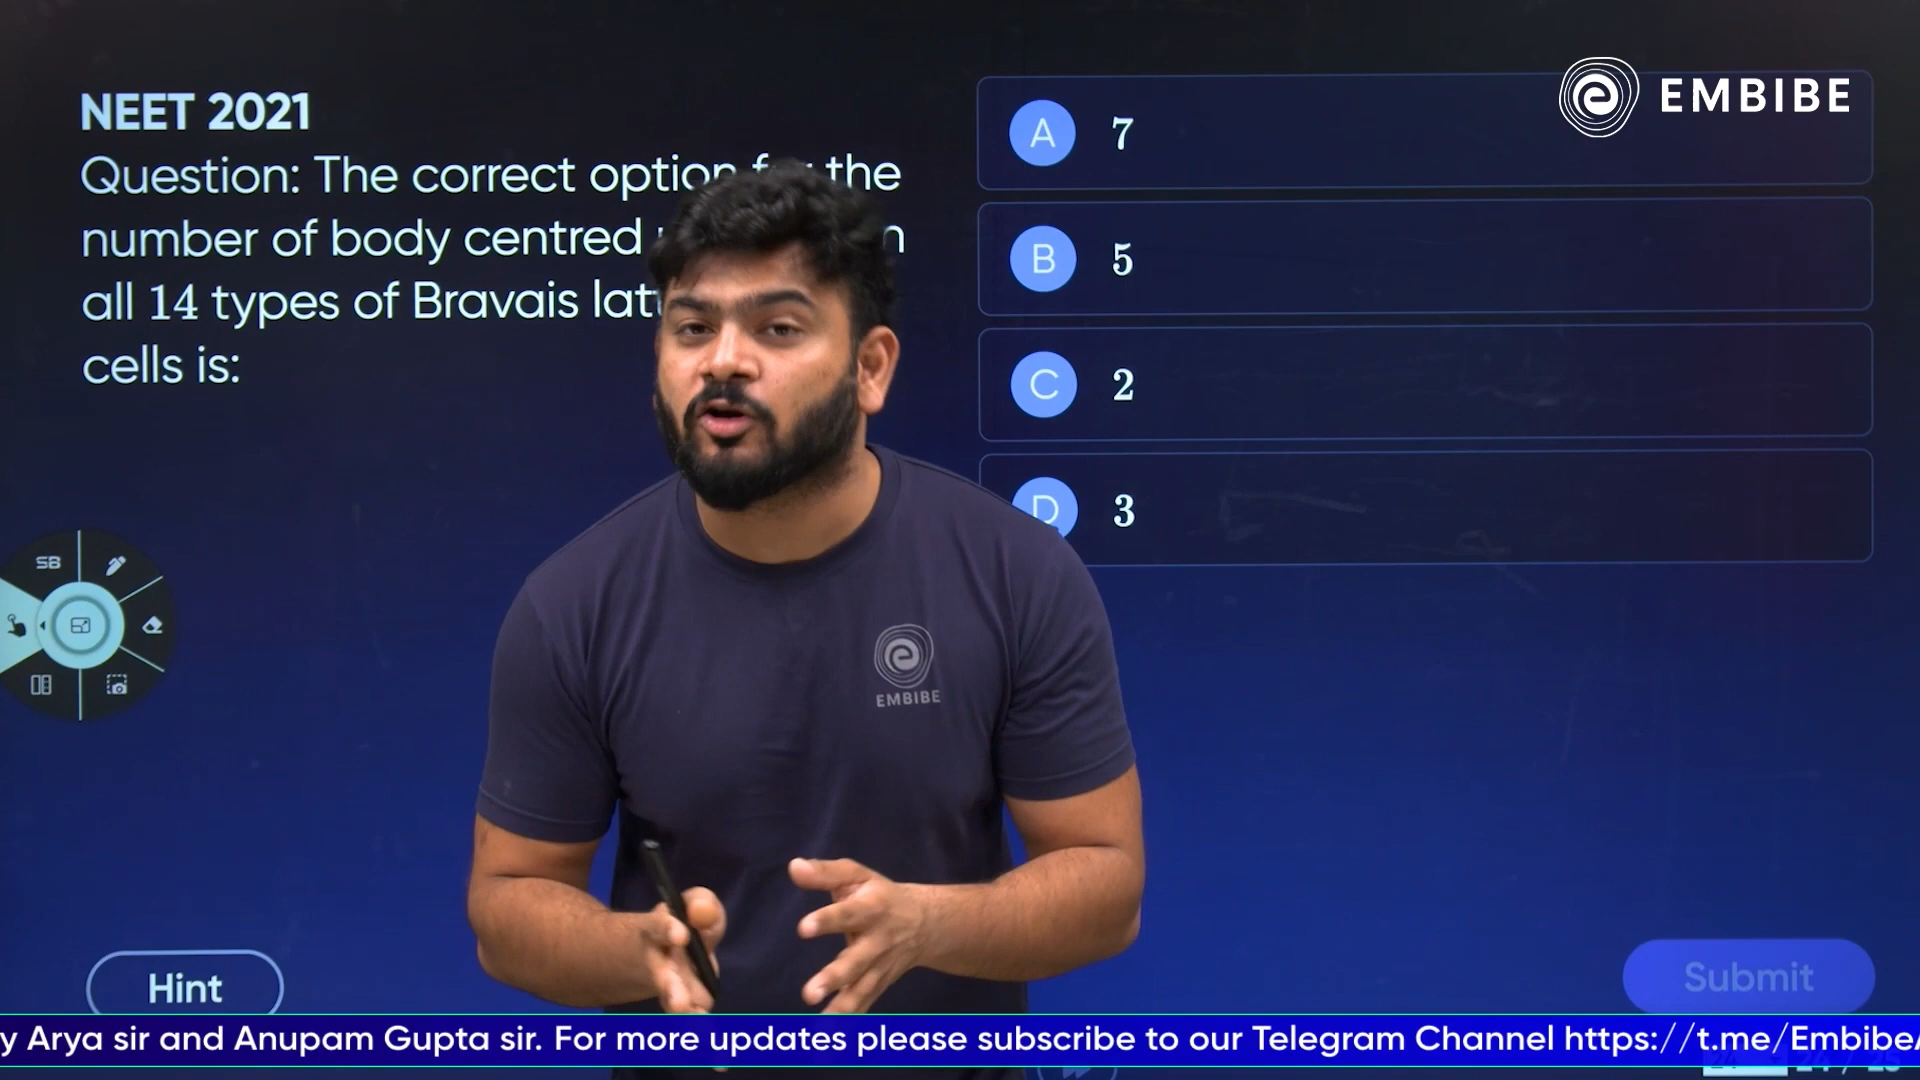 EMBIBE
NEET 2021
Question: The correct option the
number of body centred
all 14 types of Bravais
cells is:
A 7
B 5
C 2
D 3
SB
EMBIBE
Hint
Submit
y Arya sir and Anupam Gupta sir. For more updates please subscribe to our Telegram Channel https://t.me/Embibe